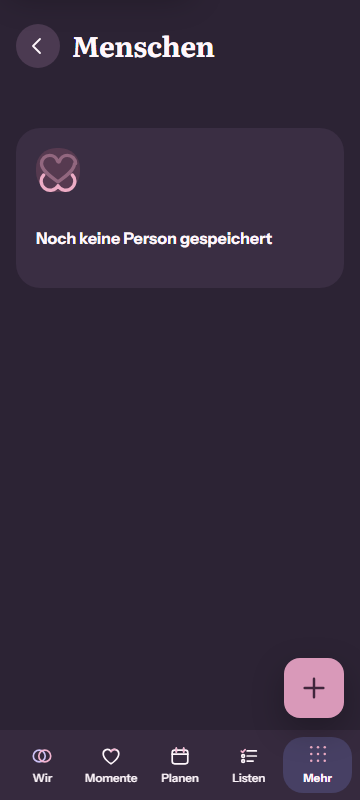 Menschen
Noch keine Person gespeichert
Wir
Momente
Planen
Listen
Mehr